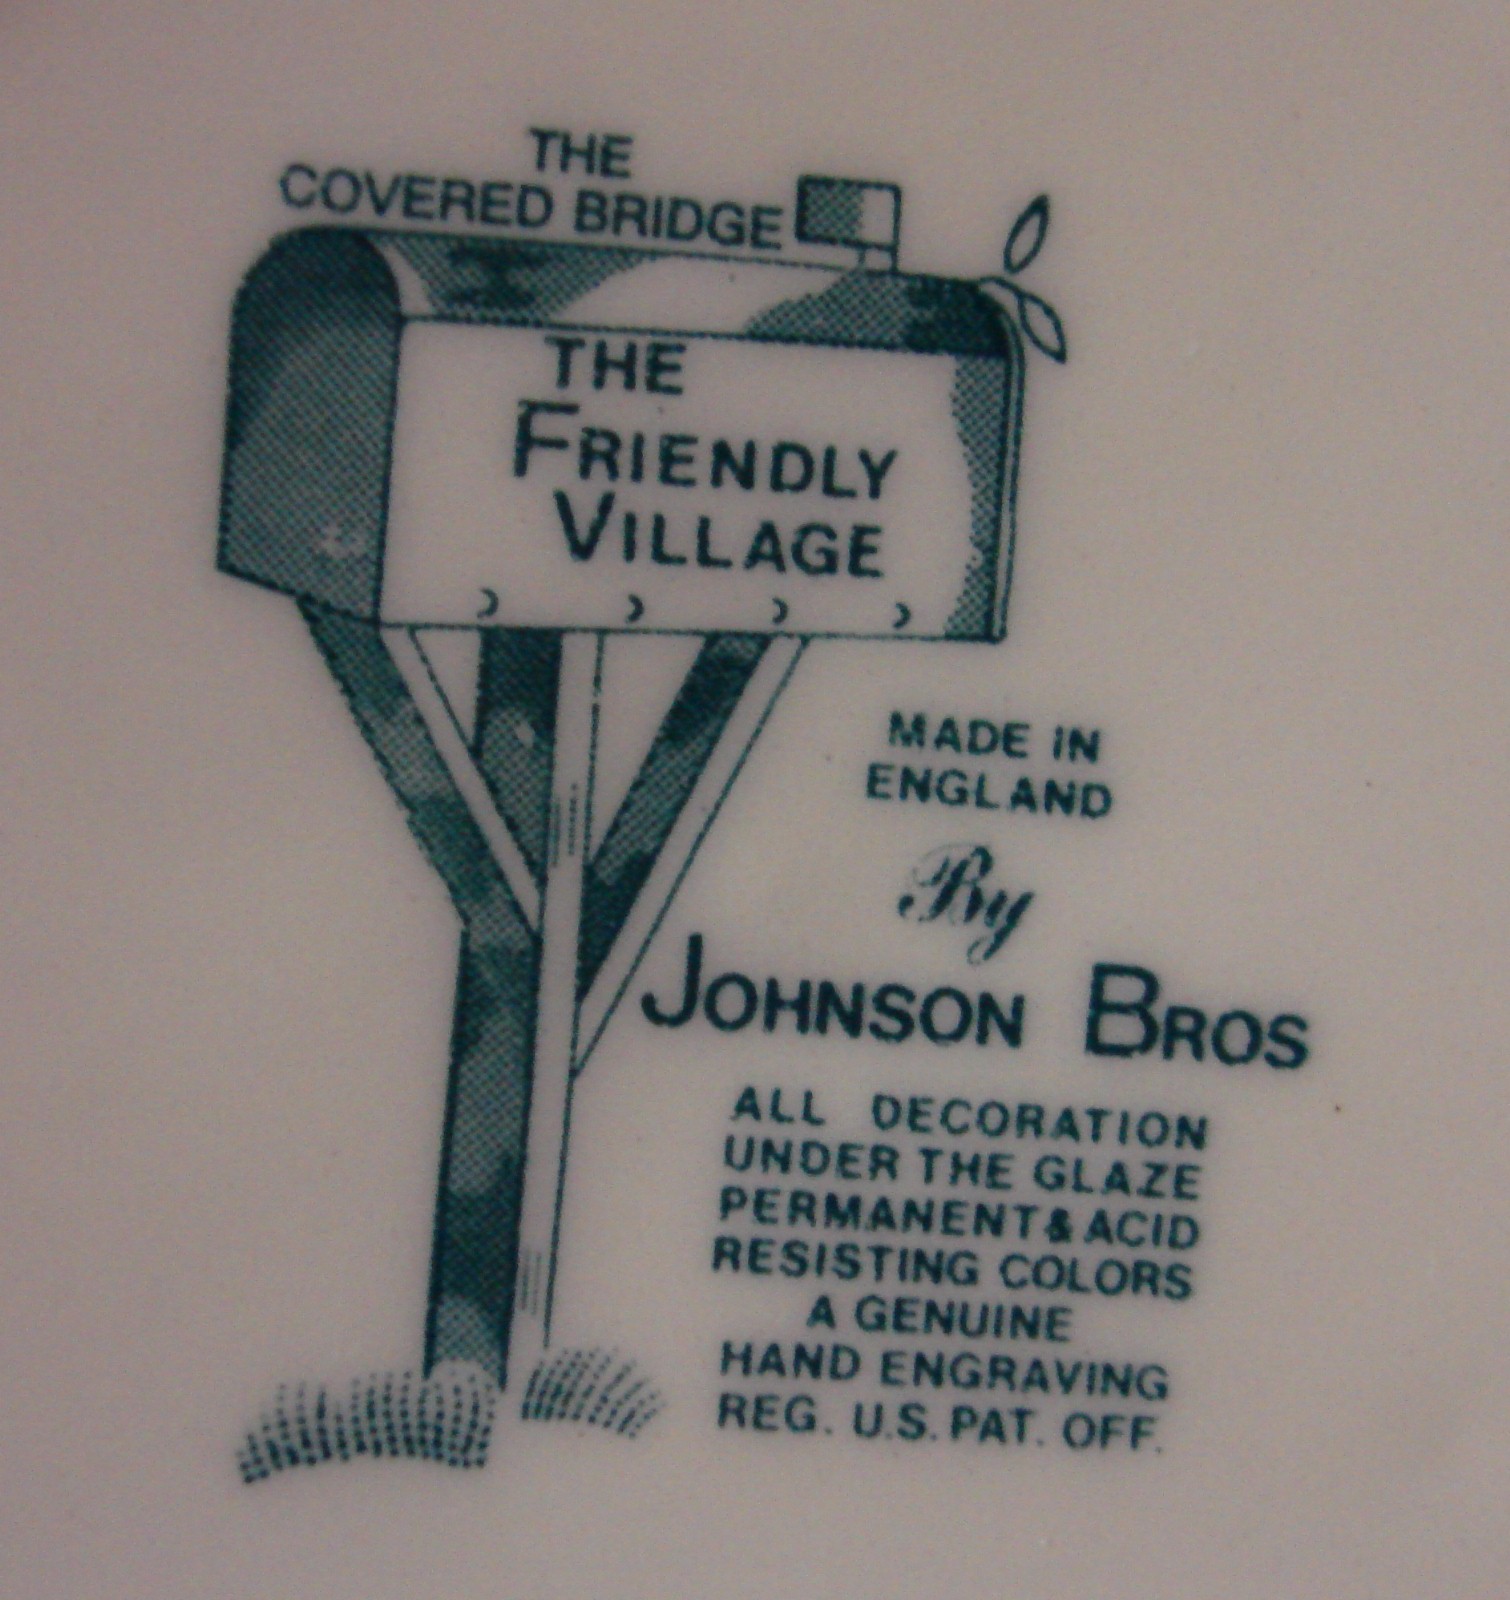 THE
COVERED BRIDGE
THE
FRIENDLY
VILLAGE
MADE IN
ENGLAND
By
JOHNSON BROS
ALL DECORATION
UNDER THE GLAZE
PERMANENT & ACID
RESISTING COLORS
A GENUINE
HAND ENGRAVING
REG. U.S. PAT. OFF.